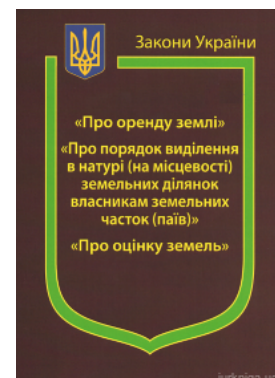 Закони України
«Про оренду землі»
«Про порядок виділення
в натурі (на місцевості)
земельних ділянок
власникам земельних
часток (паїв)»
«Про оцінку земель»